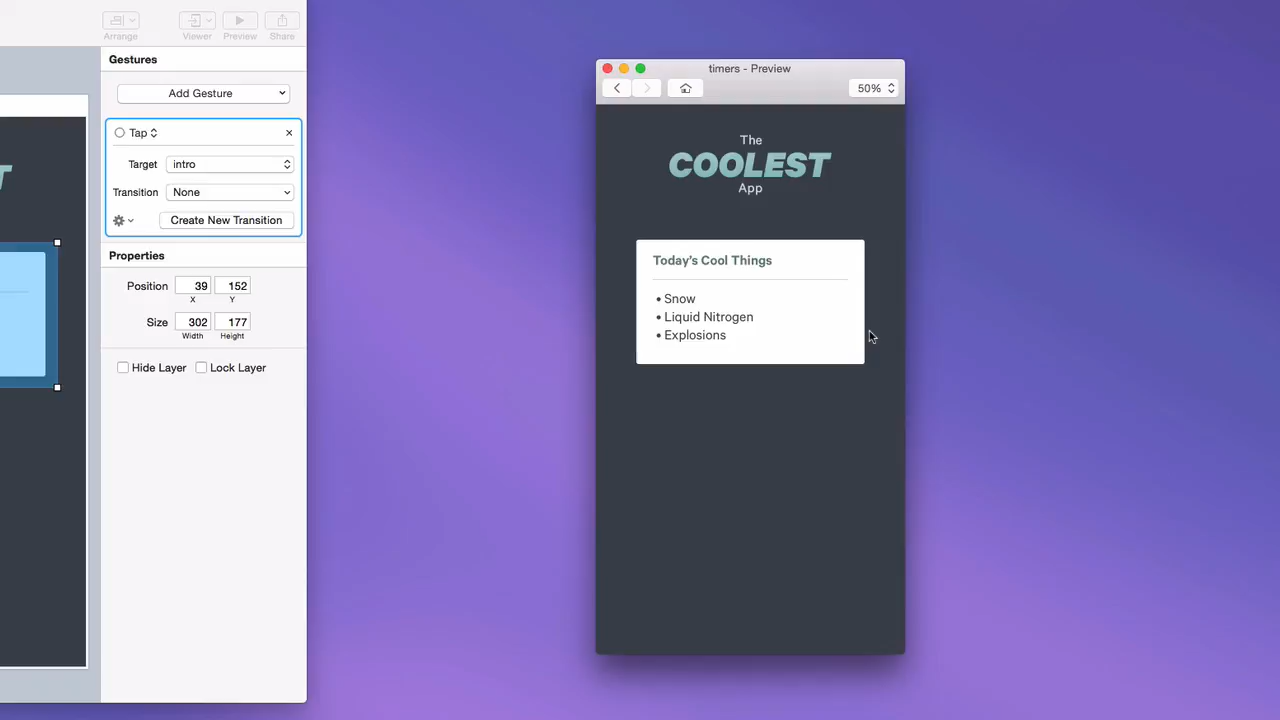 Arrange
Viewer
Preview
Share
Gestures
Add Gesture
Tap
Target
intro
Transition
None
Create New Transition
Properties
Position
39
152
X
Y
Size
302
177
Width
Height
Hide Layer
Lock Layer
timers - Preview
50%
The
COOLEST
App
Today’s Cool Things
• Snow
• Liquid Nitrogen
• Explosions